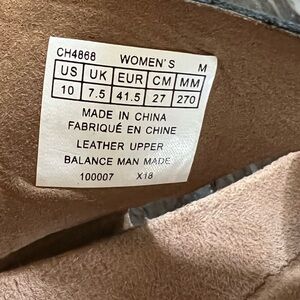 CH4868 WOMEN'S M
US UK EUR CM MM
10 7.5 41.5 27 270
MADE IN CHINA
FABRIQUÉ EN CHINE
LEATHER UPPER
BALANCE MAN MADE
100007 X18